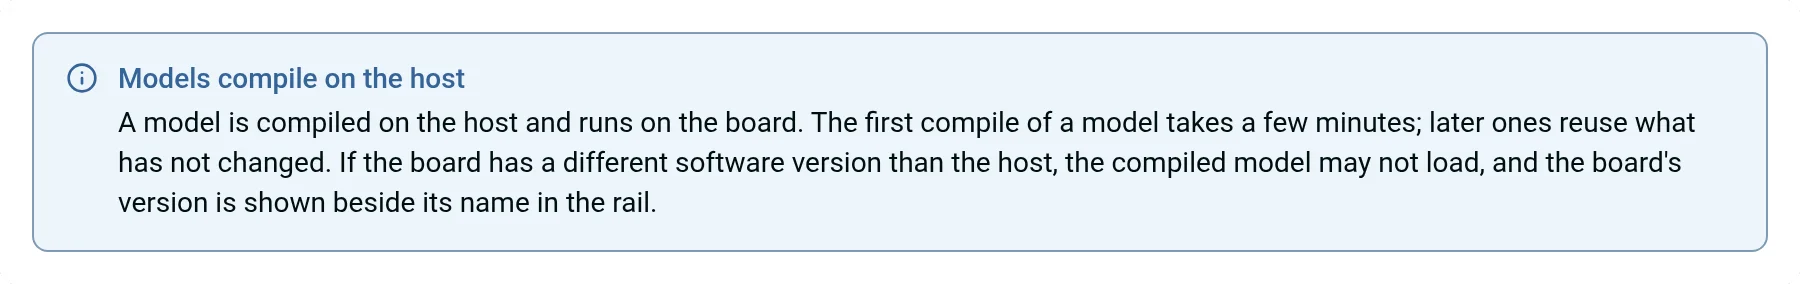 Models compile on the host
A model is compiled on the host and runs on the board. The first compile of a model takes a few minutes; later ones reuse what
has not changed. If the board has a different software version than the host, the compiled model may not load, and the board's
version is shown beside its name in the rail.